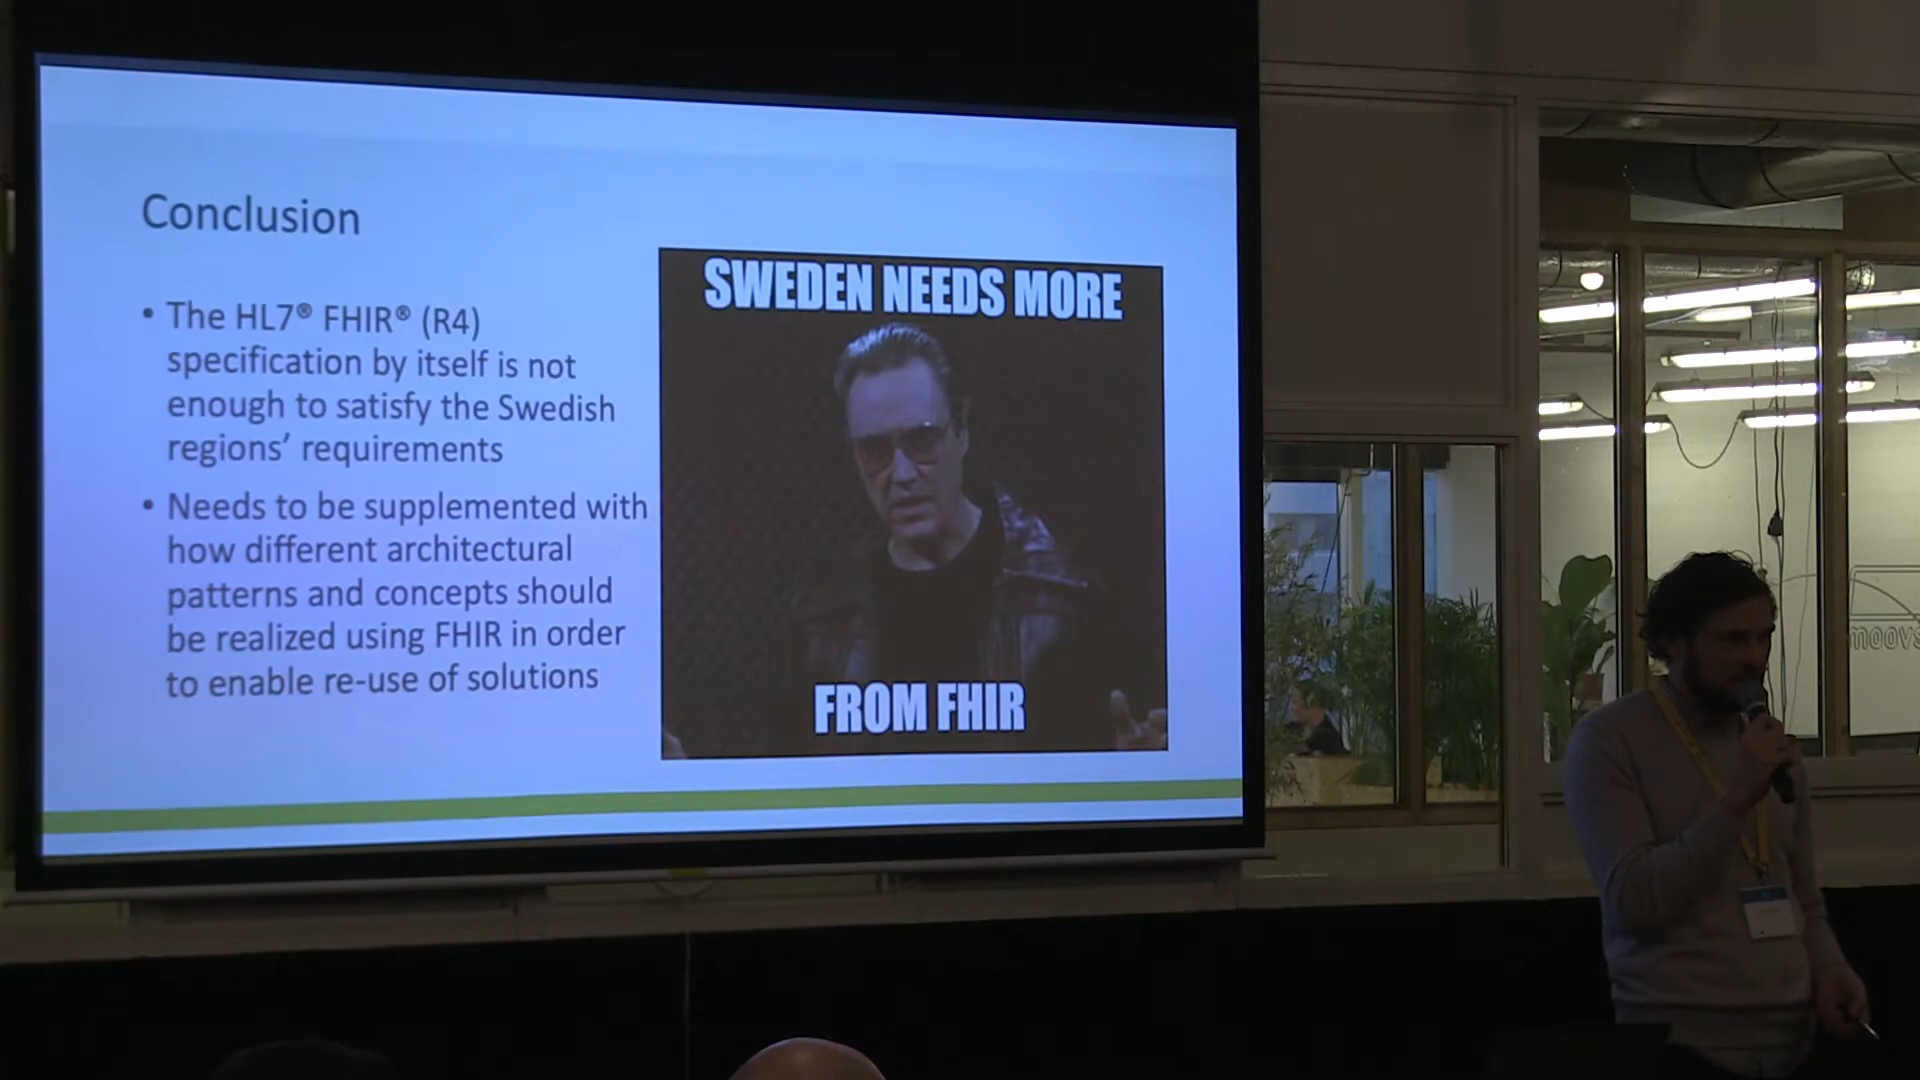 Conclusion
• The HL7® FHIR® (R4)
specification by itself is not
enough to satisfy the Swedish
regions’ requirements
• Needs to be supplemented with
how different architectural
patterns and concepts should
be realized using FHIR in order
to enable re-use of solutions
SWEDEN NEEDS MORE
FROM FHIR